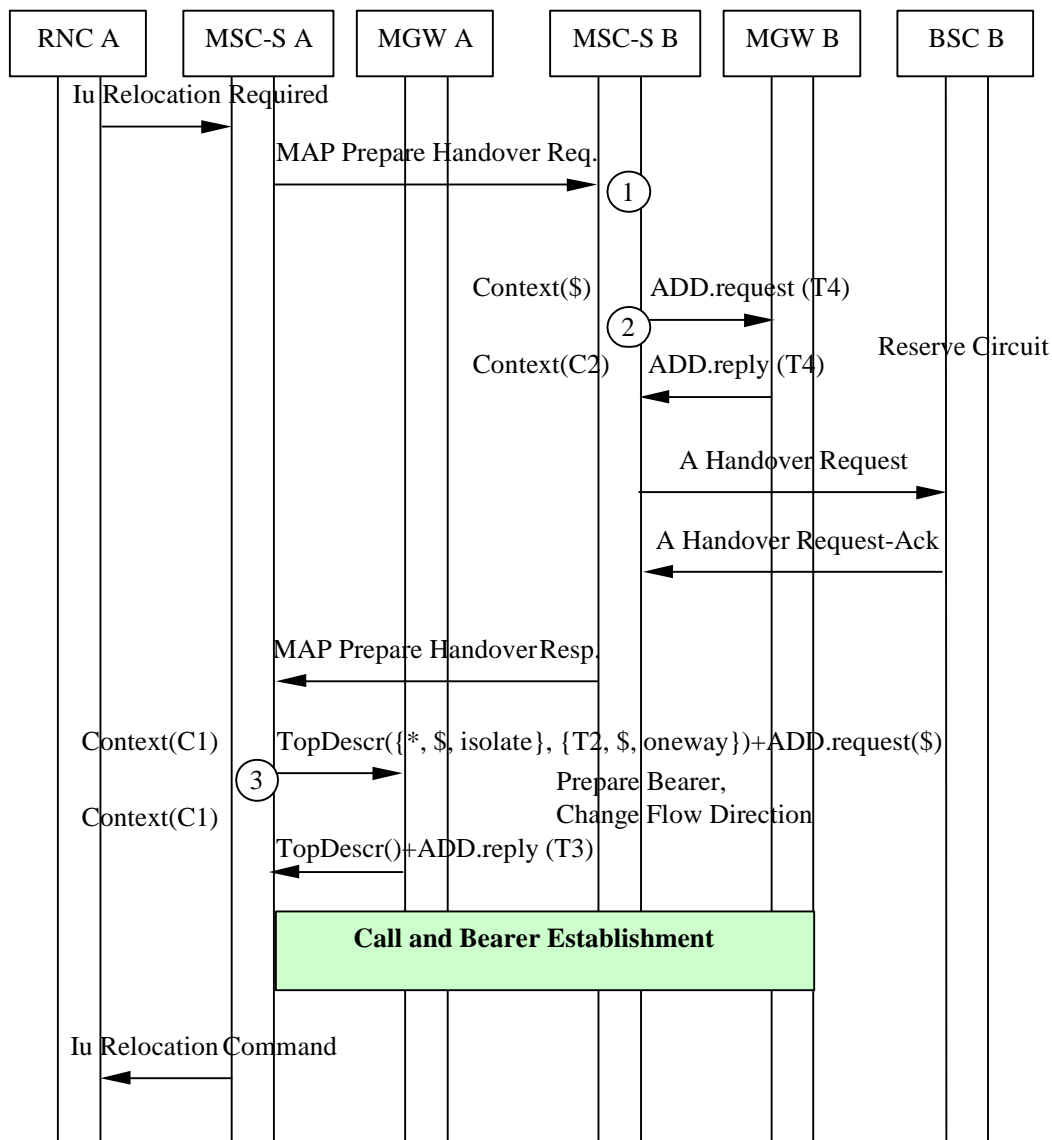 RNC A
MSC-S A
MGW A
MSC-S B
MGW B
BSC B
Iu Relocation Required
MAP Prepare Handover Req.
1
Context($)
ADD.request (T4)
2
Reserve Circuit
Context(C2)
ADD.reply (T4)
A Handover Request
A Handover Request-Ack
MAP Prepare Handover Resp.
Context(C1)
TopDescr({*, $, isolate}, {T2, $, oneway})+ADD.request($)
3
Prepare Bearer,
Change Flow Direction
Context(C1)
TopDescr()+ADD.reply (T3)
Call and Bearer Establishment
Iu Relocation Command